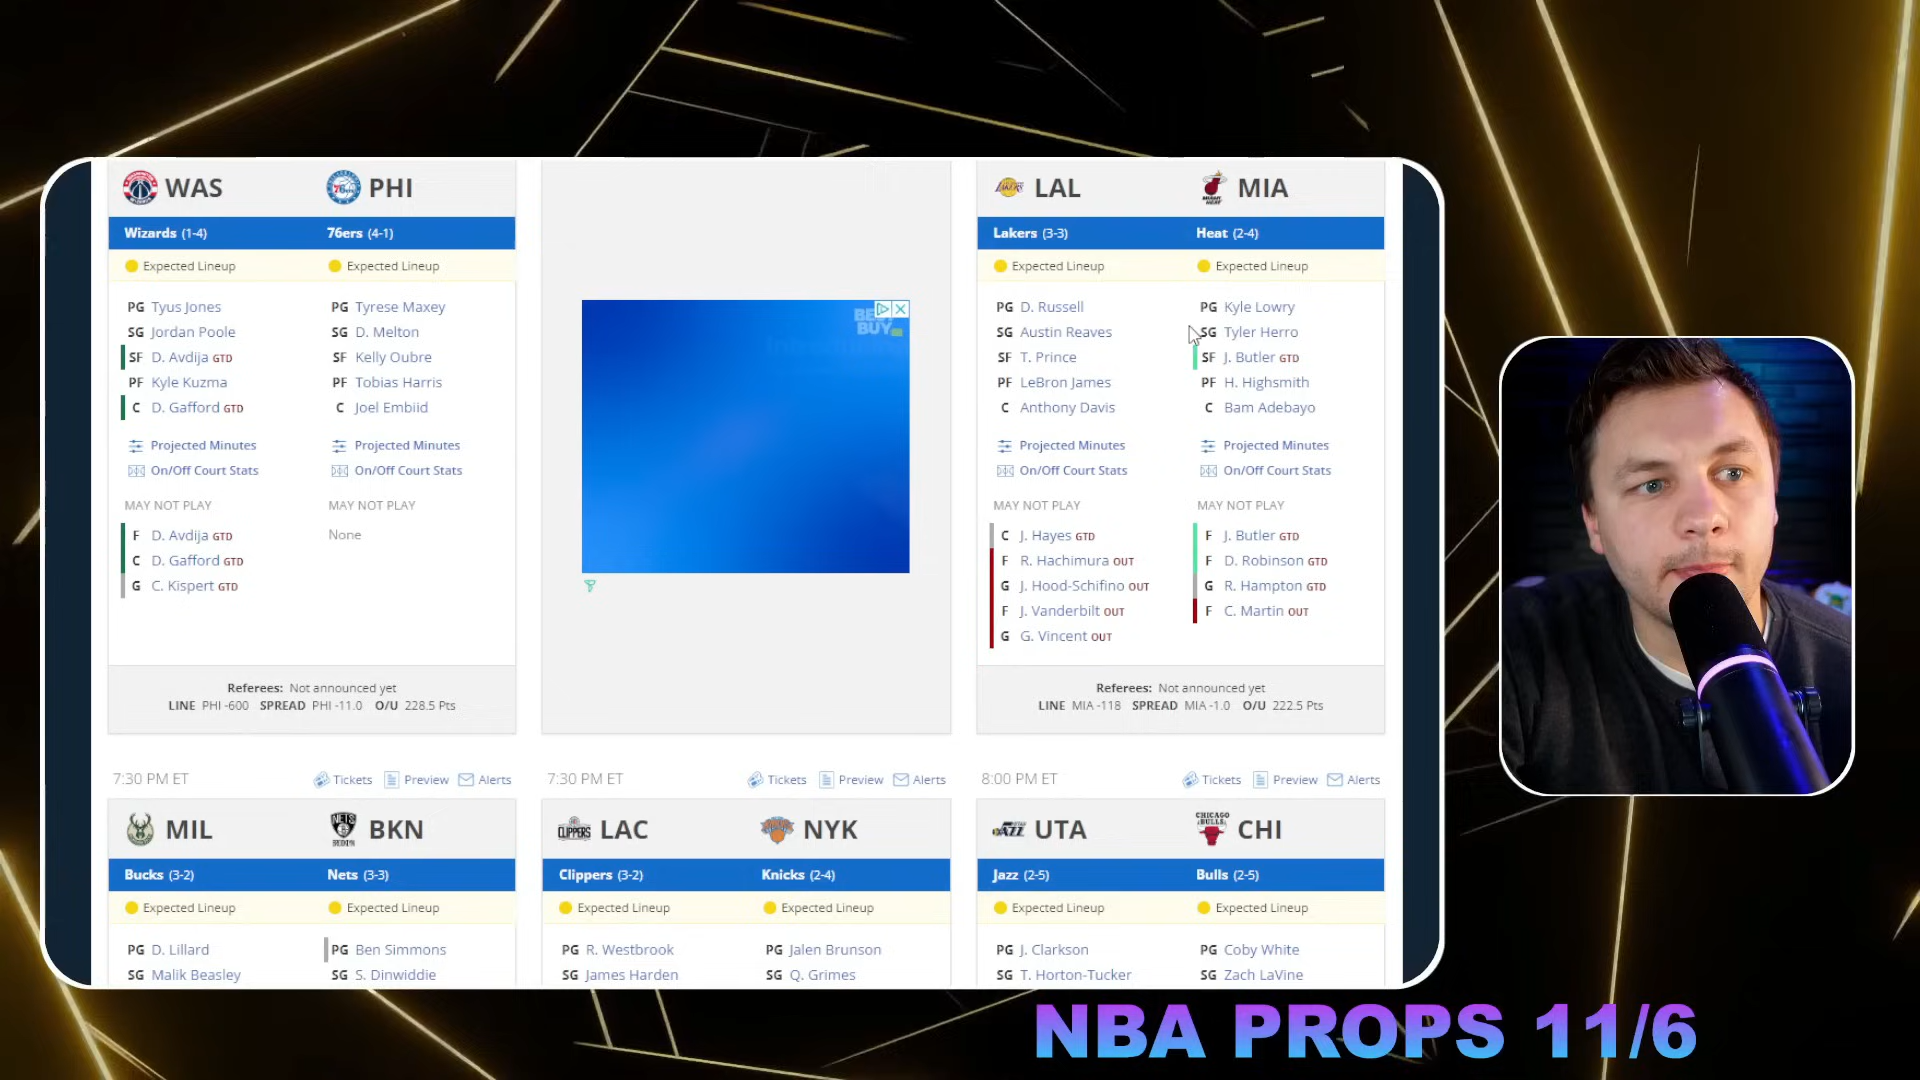 WAS PHI
Wizards (1-4) 76ers (4-1)
Expected Lineup Expected Lineup
PG Tyus Jones PG Tyrese Maxey
SG Jordan Poole SG D. Melton
SF D. Avdija GTD SF Kelly Oubre
PF Kyle Kuzma PF Tobias Harris
C D. Gafford GTD C Joel Embiid
Projected Minutes Projected Minutes
On/Off Court Stats On/Off Court Stats
MAY NOT PLAY MAY NOT PLAY
F D. Avdija GTD None
C D. Gafford GTD
G C. Kispert GTD
Referees: Not announced yet
LINE PHI -600 SPREAD PHI -11.0 O/U 228.5 Pts
BEST
BUY
LAL MIA
Lakers (3-3) Heat (2-4)
Expected Lineup Expected Lineup
PG D. Russell PG Kyle Lowry
SG Austin Reaves SG Tyler Herro
SF T. Prince SF J. Butler GTD
PF LeBron James PF H. Highsmith
C Anthony Davis C Bam Adebayo
Projected Minutes Projected Minutes
On/Off Court Stats On/Off Court Stats
MAY NOT PLAY MAY NOT PLAY
C J. Hayes GTD F J. Butler GTD
F R. Hachimura OUT F D. Robinson GTD
G J. Hood-Schifino OUT G R. Hampton GTD
F J. Vanderbilt OUT F C. Martin OUT
G G. Vincent OUT
Referees: Not announced yet
LINE MIA -118 SPREAD MIA -1.0 O/U 222.5 Pts
7:30 PM ET Tickets Preview Alerts
MIL BKN
Bucks (3-2) Nets (3-3)
Expected Lineup Expected Lineup
PG D. Lillard PG Ben Simmons
SG Malik Beasley SG S. Dinwiddie
7:30 PM ET Tickets Preview Alerts
LAC NYK
Clippers (3-2) Knicks (2-4)
Expected Lineup Expected Lineup
PG R. Westbrook PG Jalen Brunson
SG James Harden SG Q. Grimes
8:00 PM ET Tickets Preview Alerts
UTA CHI
Jazz (2-5) Bulls (2-5)
Expected Lineup Expected Lineup
PG J. Clarkson PG Coby White
SG T. Horton-Tucker SG Zach LaVine
NBA PROPS 11/6